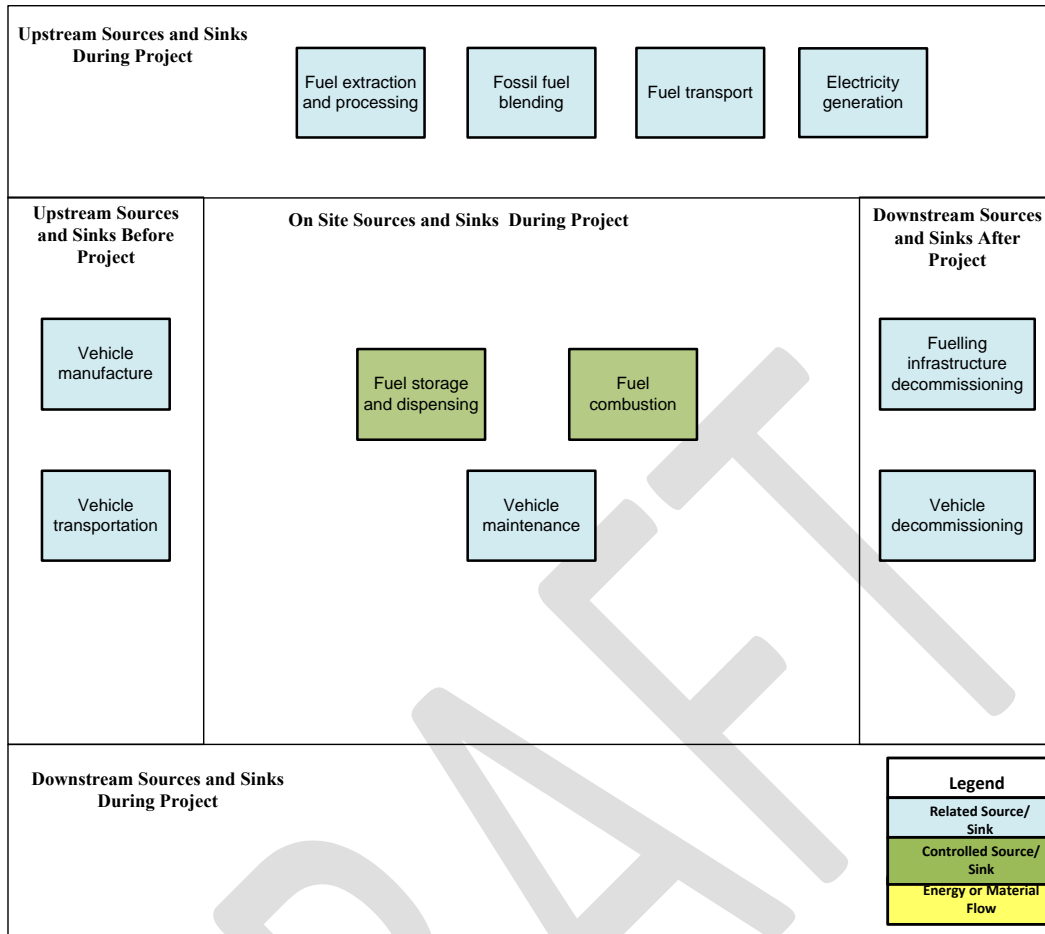 Upstream Sources and Sinks
During Project
Fuel extraction
and processing
Fossil fuel
blending
Fuel transport
Electricity
generation
Upstream Sources
and Sinks Before
Project
On Site Sources and Sinks During Project
Downstream Sources
and Sinks After
Project
Vehicle
manufacture
Fuel storage
and dispensing
Fuel
combustion
Fuelling
infrastructure
decommissioning
Vehicle
transportation
Vehicle
maintenance
Vehicle
decommissioning
Downstream Sources and Sinks
During Project
Legend
Related Source/
Sink
Controlled Source/
Sink
Energy or Material
Flow
DRAFT